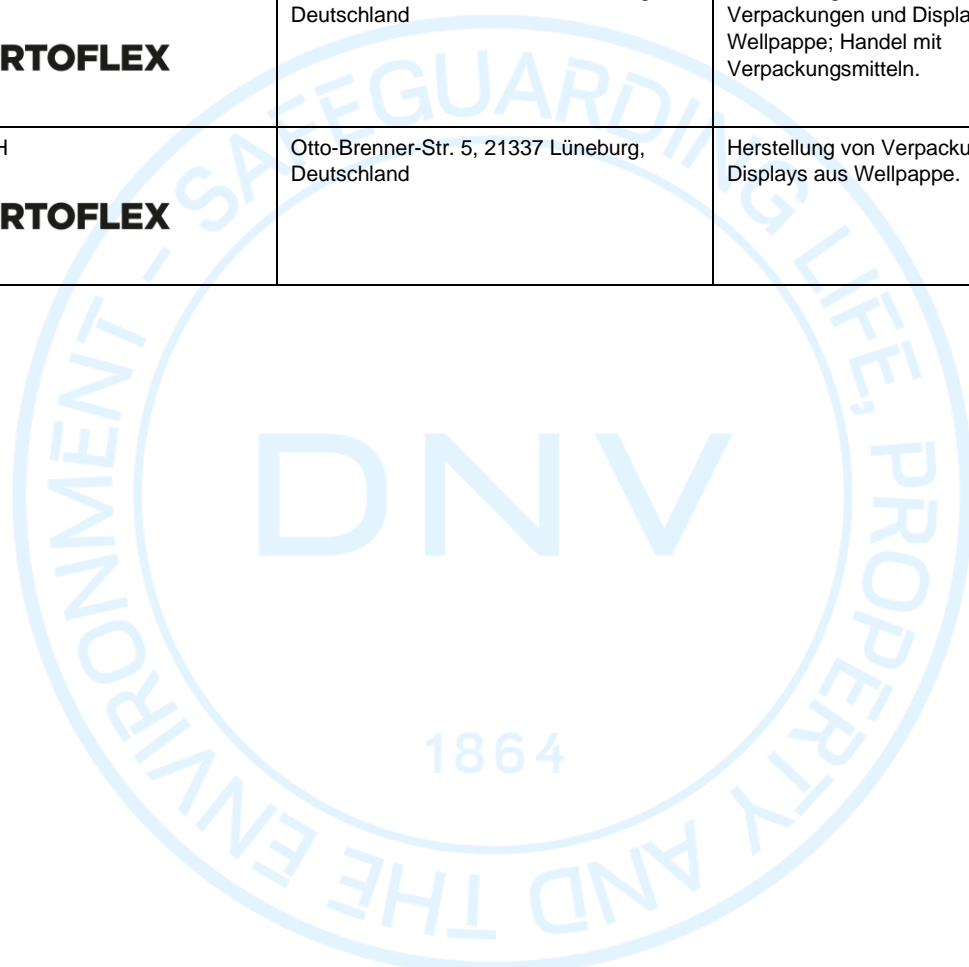 Deutschland
Verpackungen und Displa
Wellpappe; Handel mit
Verpackungsmitteln.
RTOFLEX
H
Otto-Brenner-Str. 5, 21337 Lüneburg,
Deutschland
Herstellung von Verpacku
Displays aus Wellpappe.
RTOFLEX
SAFEGUARDING LIFE, PROPERTY AND THE ENVIRONMENT –
DNV
1864